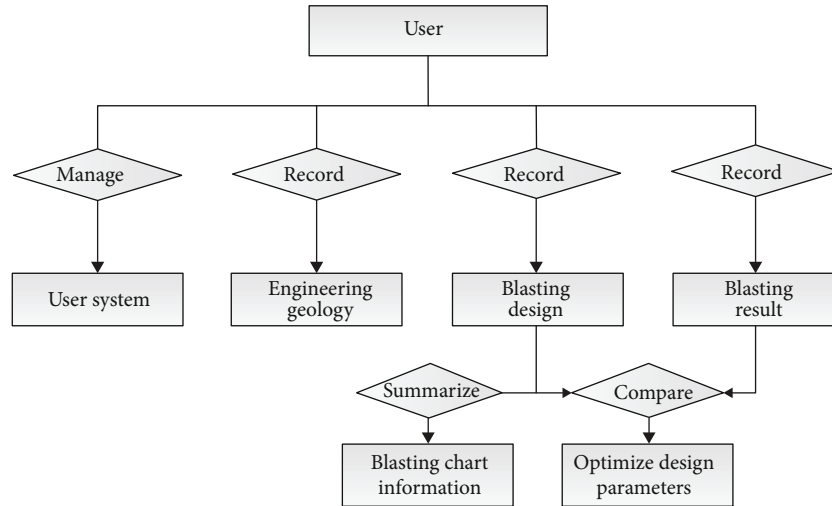 User
Manage
Record
Record
Record
User system
Engineering
geology
Blasting
design
Blasting
result
Summarize
Compare
Blasting chart
information
Optimize design
parameters